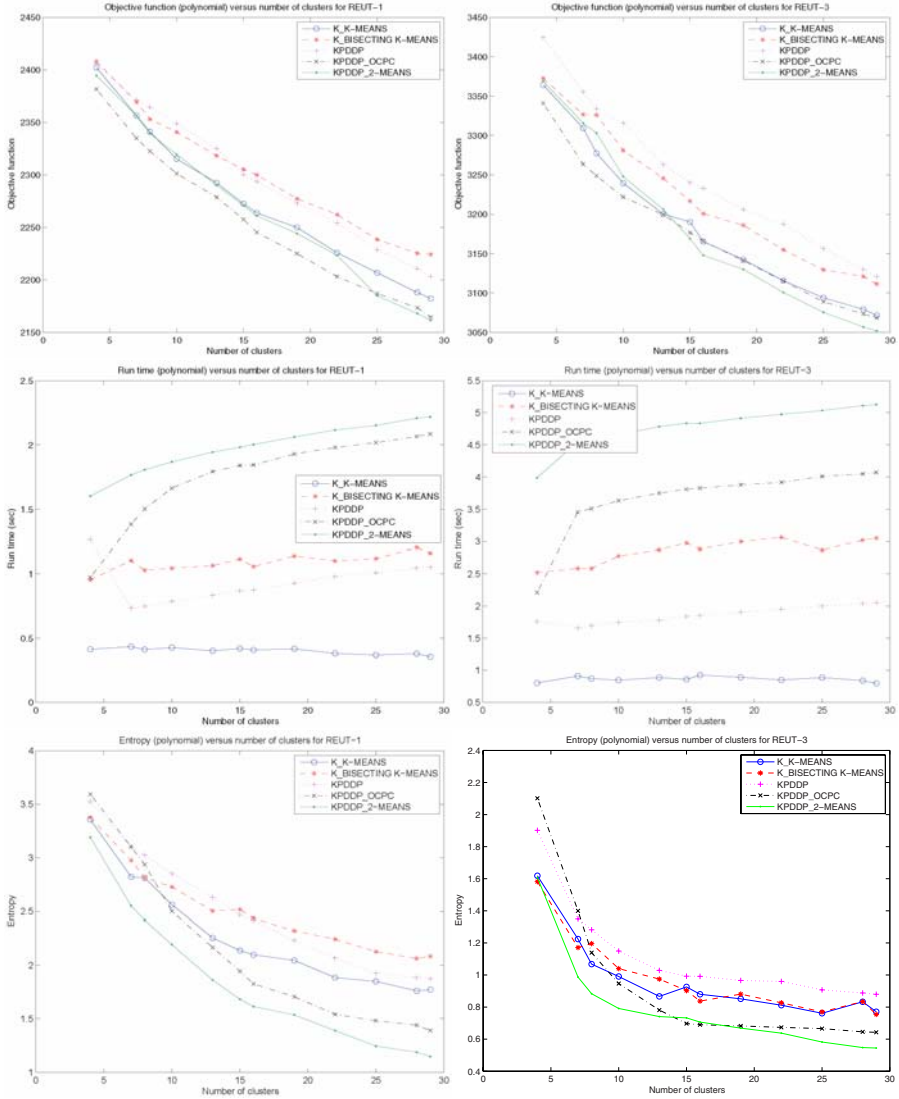 Objective function (polynomial) versus number of clusters for REUT−1
2450
2400
2350
2300
2250
2200
2150
0 5 10 15 20 25 30
Objective function
Number of clusters
K_K−MEANS
K_BISECTING K−MEANS
KPDDP
KPDDP_OCPC
KPDDP_2−MEANS
Objective function (polynomial) versus number of clusters for REUT−3
3450
3400
3350
3300
3250
3200
3150
3100
3050
0 5 10 15 20 25 30
Objective function
Number of clusters
K_K−MEANS
K_BISECTING K−MEANS
KPDDP
KPDDP_OCPC
KPDDP_2−MEANS
Run time (polynomial) versus number of clusters for REUT−1
2.5
2
1.5
1
0.5
0
0 5 10 15 20 25 30
Run time (sec)
Number of clusters
K_K−MEANS
K_BISECTING K−MEANS
KPDDP
KPDDP_OCPC
KPDDP_2−MEANS
Run time (polynomial) versus number of clusters for REUT−3
5.5
5
4.5
4
3.5
3
2.5
2
1.5
1
0.5
0 5 10 15 20 25 30
Run time (sec)
Number of clusters
K_K−MEANS
K_BISECTING K−MEANS
KPDDP
KPDDP_OCPC
KPDDP_2−MEANS
Entropy (polynomial) versus number of clusters for REUT−1
4
3.5
3
2.5
2
1.5
1
0 5 10 15 20 25 30
Entropy
Number of clusters
K_K−MEANS
K_BISECTING K−MEANS
KPDDP
KPDDP_OCPC
KPDDP_2−MEANS
Entropy (polynomial) versus number of clusters for REUT−3
2.4
2.2
2
1.8
1.6
1.4
1.2
1
0.8
0.6
0.4
0 5 10 15 20 25 30
Entropy
Number of clusters
K_K−MEANS
K_BISECTING K−MEANS
KPDDP
KPDDP_OCPC
KPDDP_2−MEANS